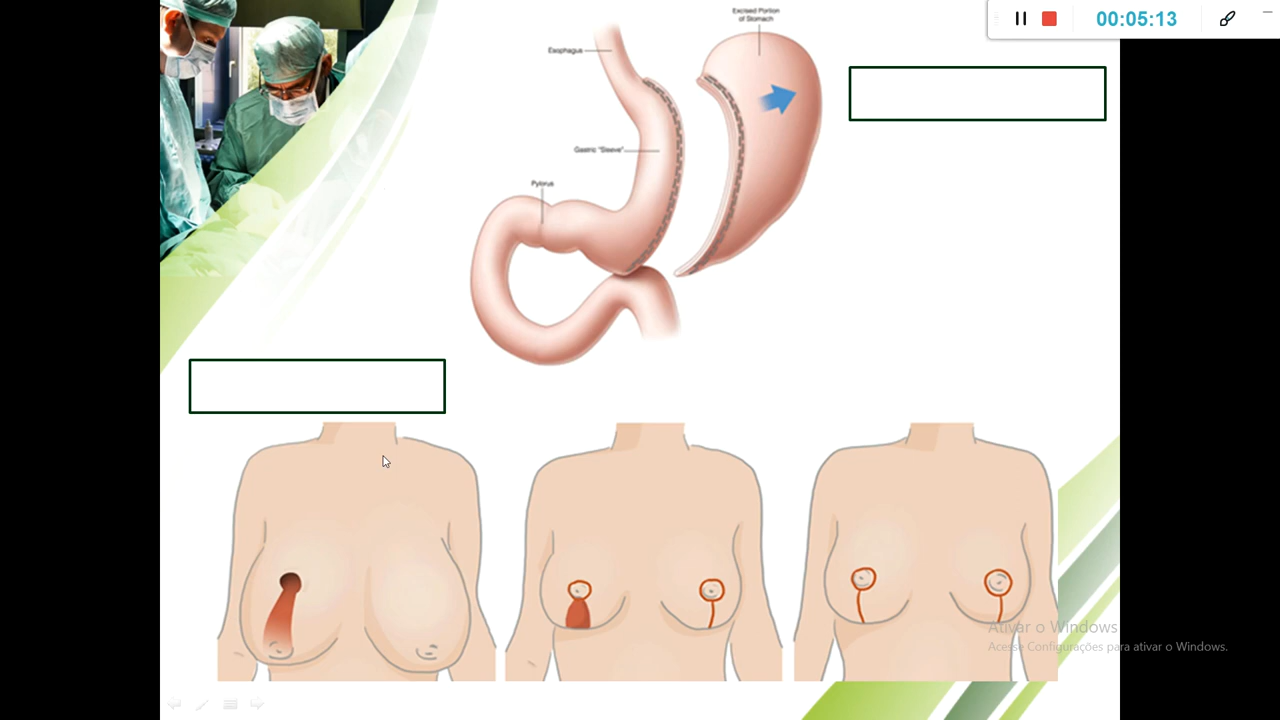 00:05:13
Excised Portion
of Stomach
Esophagus
Gastric "Sleeve"
Pylorus
Ativar o Windows
Acesse Configurações para ativar o Windows.